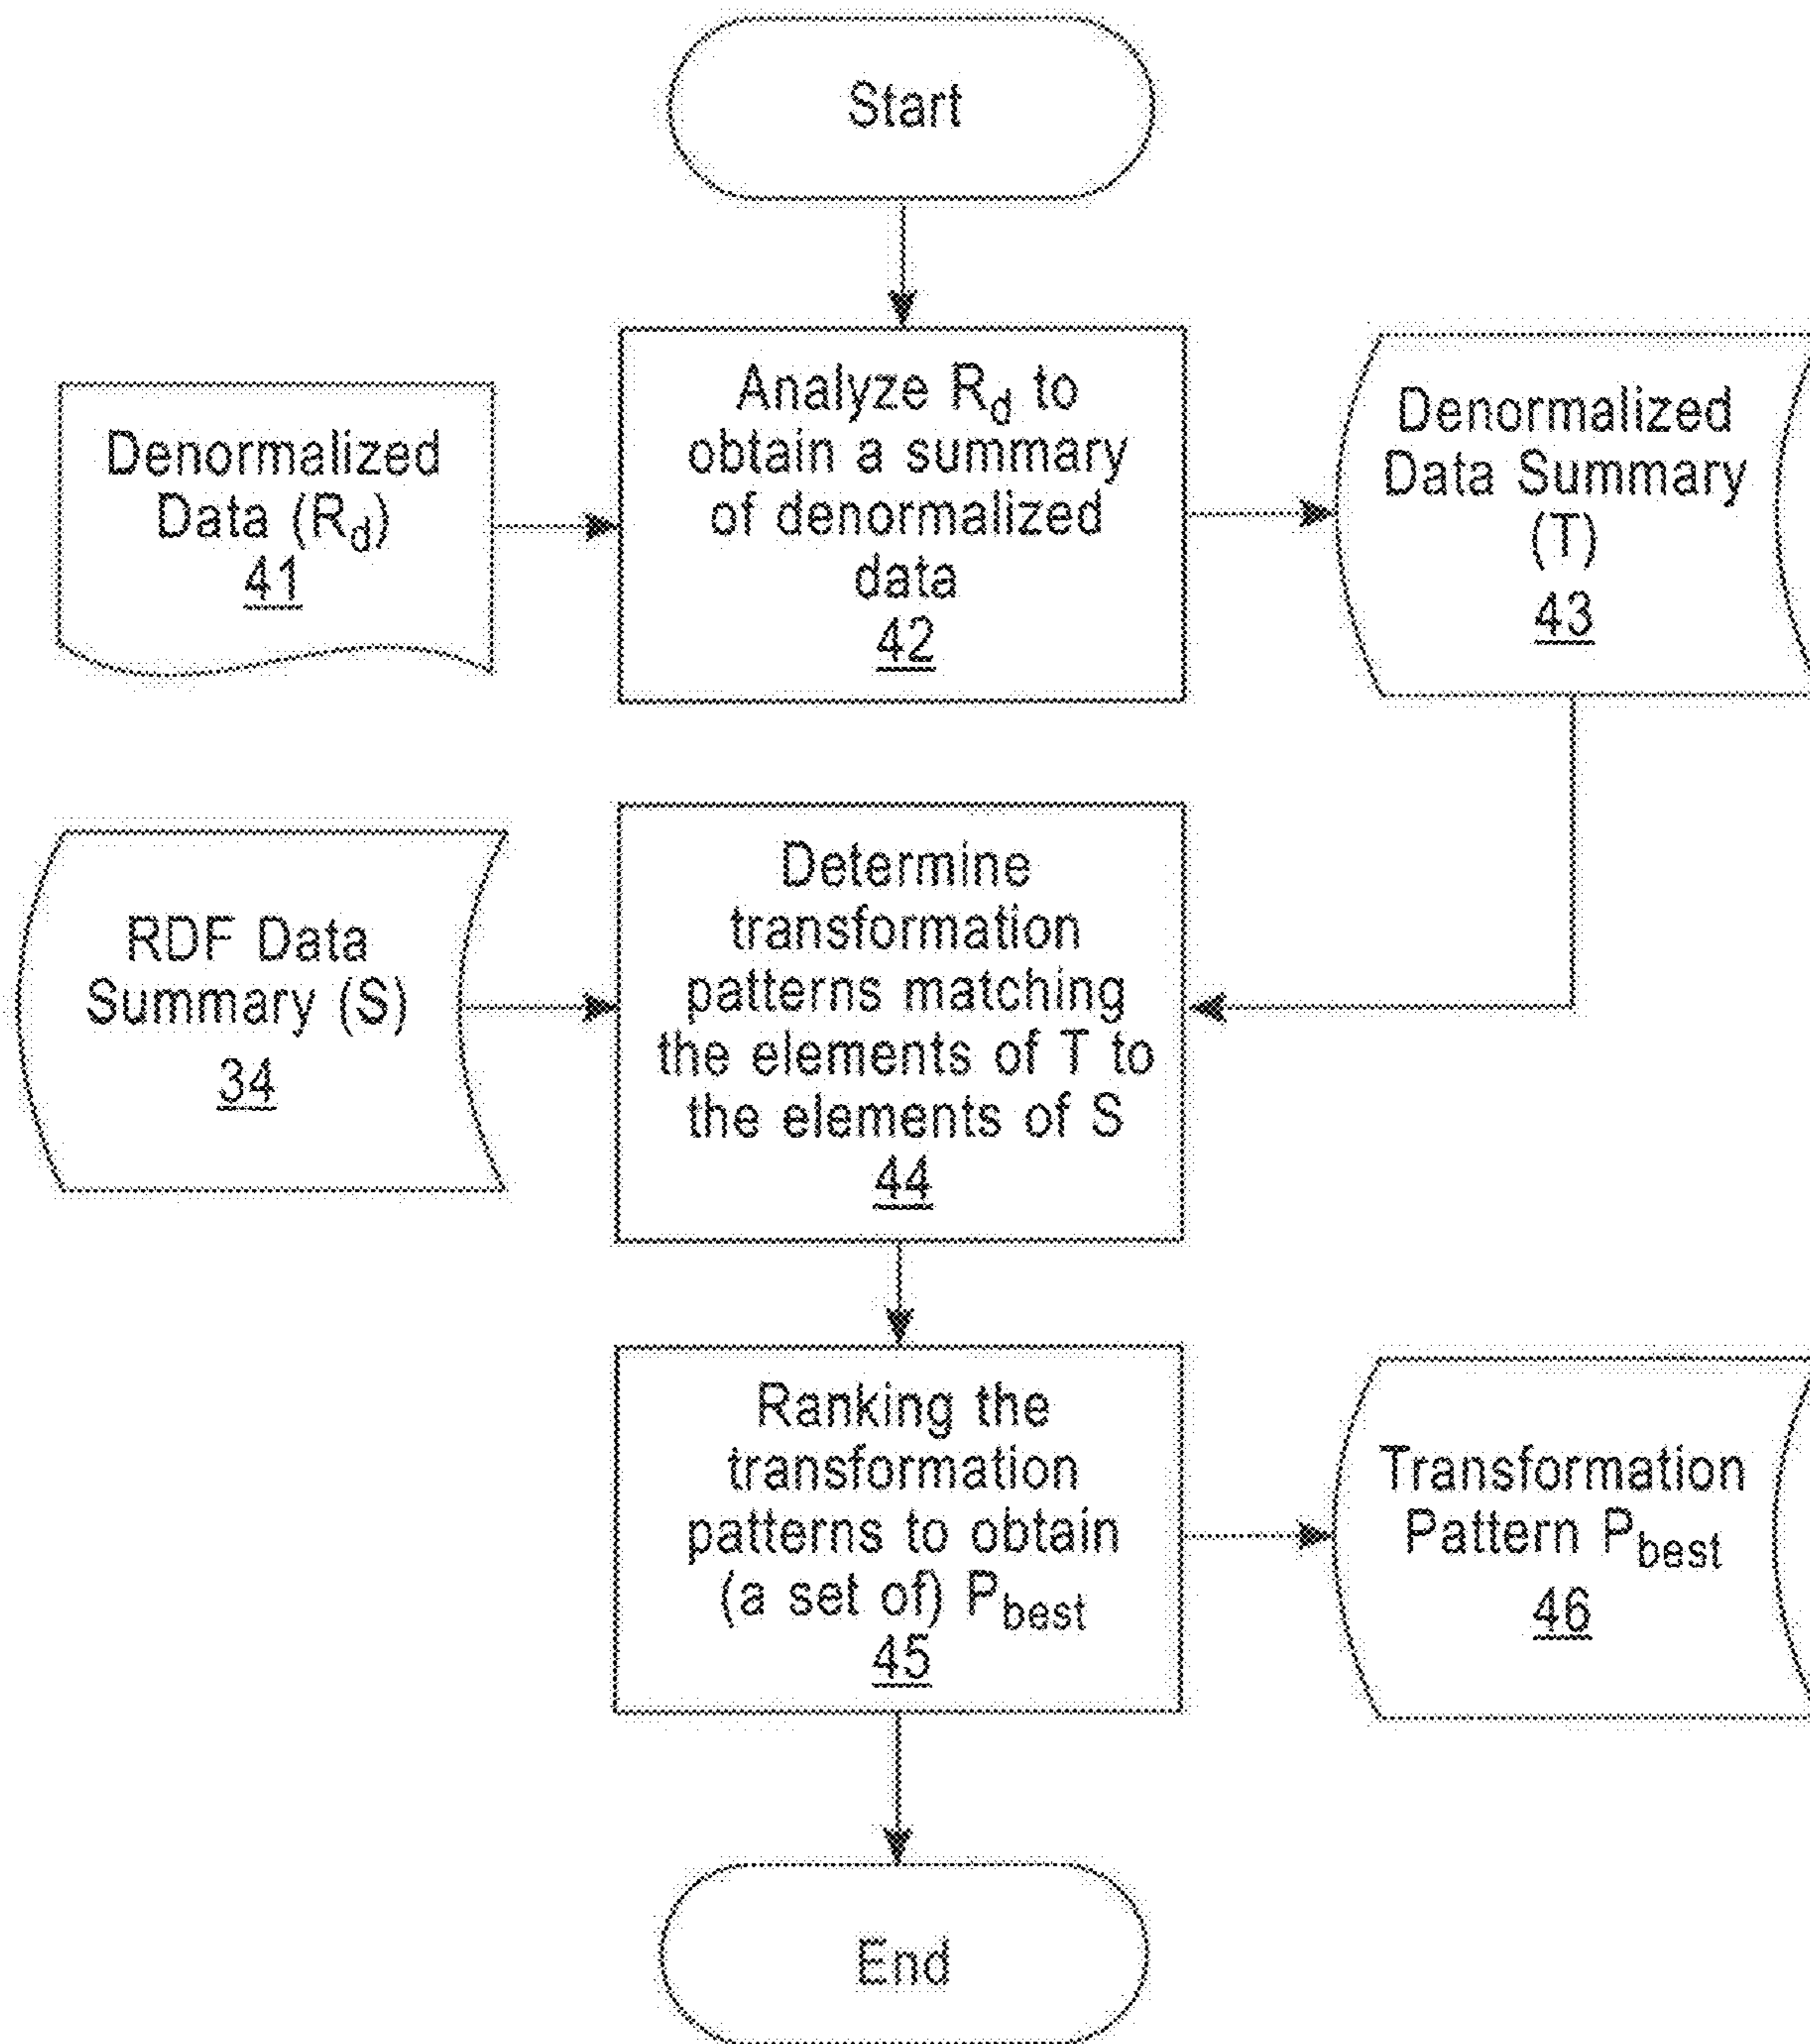 Start
Denormalized
Data (Rd)
41
Analyze Rd to
obtain a summary
of denormalized
data
42
Denormalized
Data Summary
(T)
43
RDF Data
Summary (S)
34
Determine
transformation
patterns matching
the elements of T to
the elements of S
44
Ranking the
transformation
patterns to obtain
(a set of) Pbest
45
Transformation
Pattern Pbest
46
End